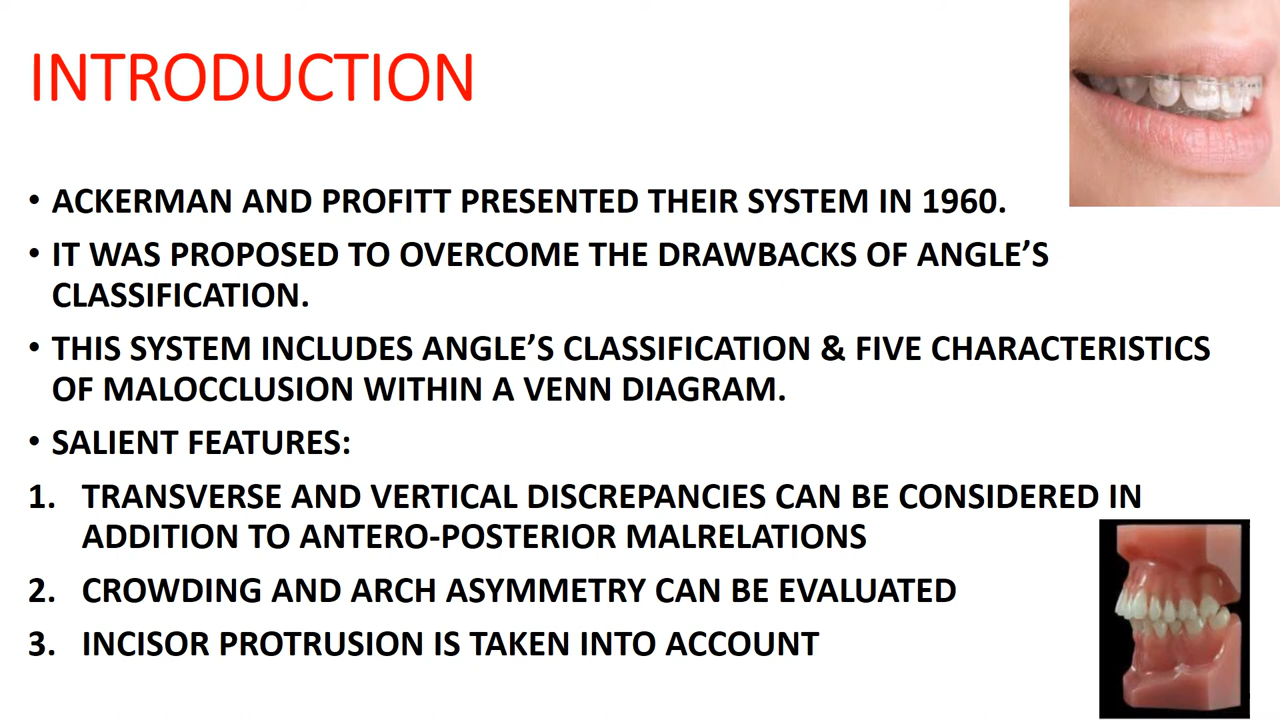 INTRODUCTION
• ACKERMAN AND PROFITT PRESENTED THEIR SYSTEM IN 1960.
• IT WAS PROPOSED TO OVERCOME THE DRAWBACKS OF ANGLE’S
CLASSIFICATION.
• THIS SYSTEM INCLUDES ANGLE’S CLASSIFICATION & FIVE CHARACTERISTICS
OF MALOCCLUSION WITHIN A VENN DIAGRAM.
• SALIENT FEATURES:
1. TRANSVERSE AND VERTICAL DISCREPANCIES CAN BE CONSIDERED IN
ADDITION TO ANTERO-POSTERIOR MALRELATIONS
2. CROWDING AND ARCH ASYMMETRY CAN BE EVALUATED
3. INCISOR PROTRUSION IS TAKEN INTO ACCOUNT